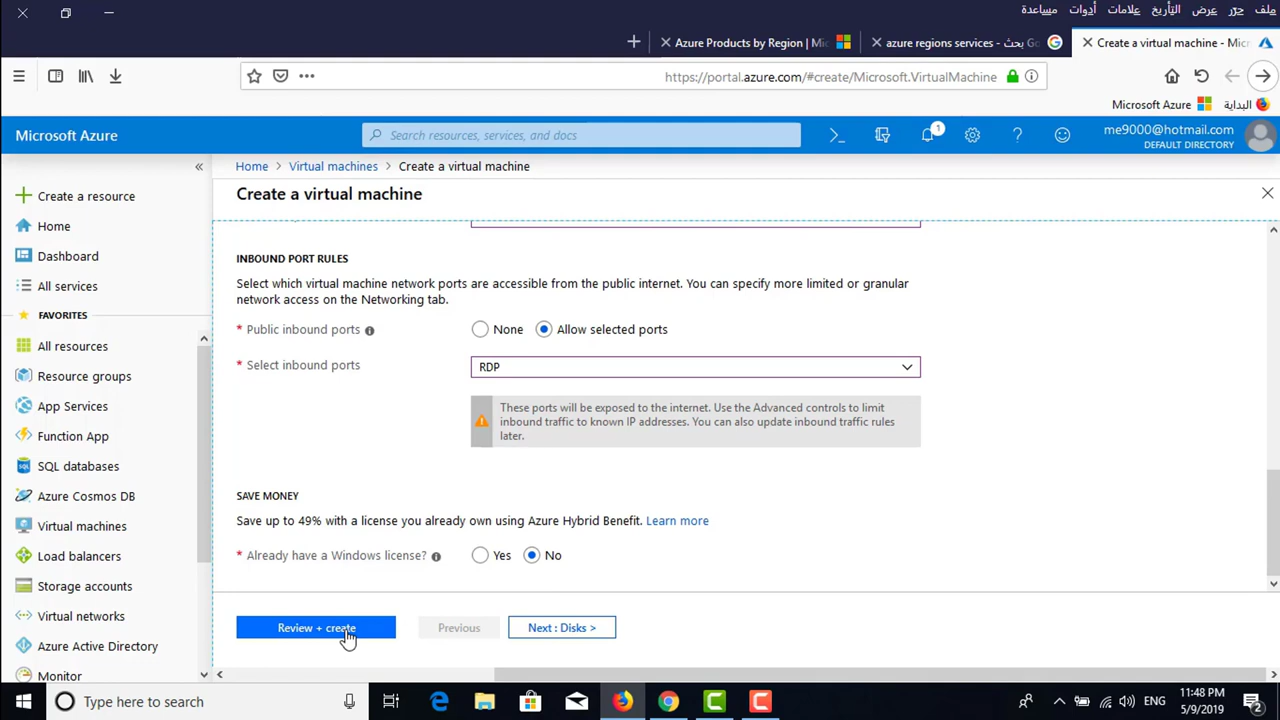 ملف حرّر عرض التأريخ علامات أدوات مساعدة
Create a virtual machine - Micr
azure regions services - بحث Go
Azure Products by Region | Mic
https://portal.azure.com/#create/Microsoft.VirtualMachine
البداية
Microsoft Azure
Microsoft Azure
Search resources, services, and docs
1
me9000@hotmail.com
DEFAULT DIRECTORY
Home > Virtual machines > Create a virtual machine
Create a virtual machine
Create a resource
Home
Dashboard
All services
FAVORITES
All resources
Resource groups
App Services
Function App
SQL databases
Azure Cosmos DB
Virtual machines
Load balancers
Storage accounts
Virtual networks
Azure Active Directory
Monitor
INBOUND PORT RULES
Select which virtual machine network ports are accessible from the public internet. You can specify more limited or granular
network access on the Networking tab.
* Public inbound ports
None
Allow selected ports
* Select inbound ports
RDP
These ports will be exposed to the internet. Use the Advanced controls to limit
inbound traffic to known IP addresses. You can also update inbound traffic rules
later.
SAVE MONEY
Save up to 49% with a license you already own using Azure Hybrid Benefit. Learn more
* Already have a Windows license?
Yes
No
Review + create
Previous
Next : Disks >
Type here to search
ENG
11:48 PM
5/9/2019
2